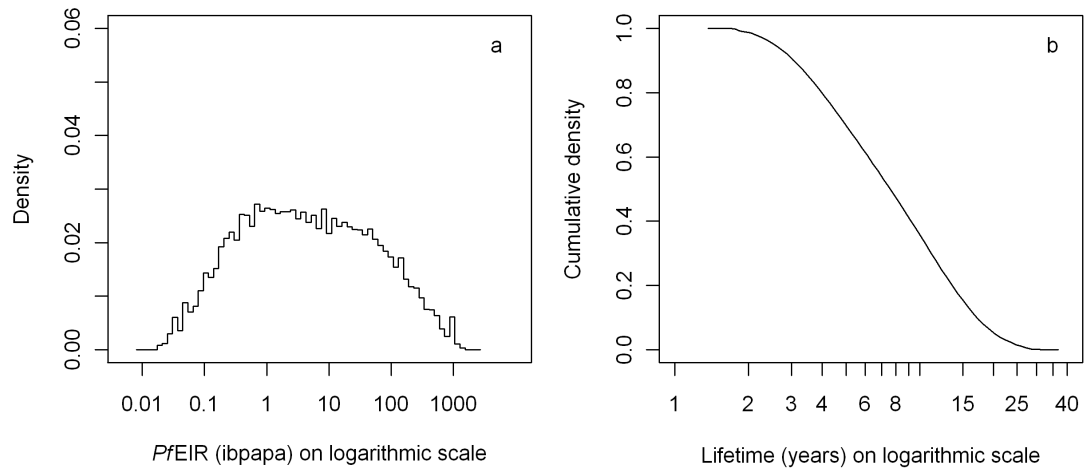 a
0.06
0.04
0.02
0.00
Density
0.01 0.1 1 10 100 1000
PfEIR (ibpapa) on logarithmic scale
b
1.0
0.8
0.6
0.4
0.2
0.0
Cumulative density
1 2 3 4 6 8 15 25 40
Lifetime (years) on logarithmic scale